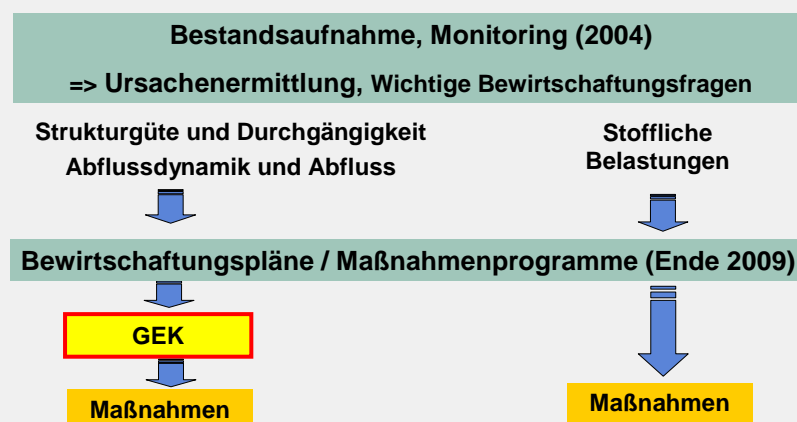 Bestandsaufnahme, Monitoring (2004)
=> Ursachenermittlung, Wichtige Bewirtschaftungsfragen
Strukturgüte und Durchgängigkeit
Abflussdynamik und Abfluss
Stoffliche
Belastungen
Bewirtschaftungspläne / Maßnahmenprogramme (Ende 2009)
GEK
Maßnahmen
Maßnahmen